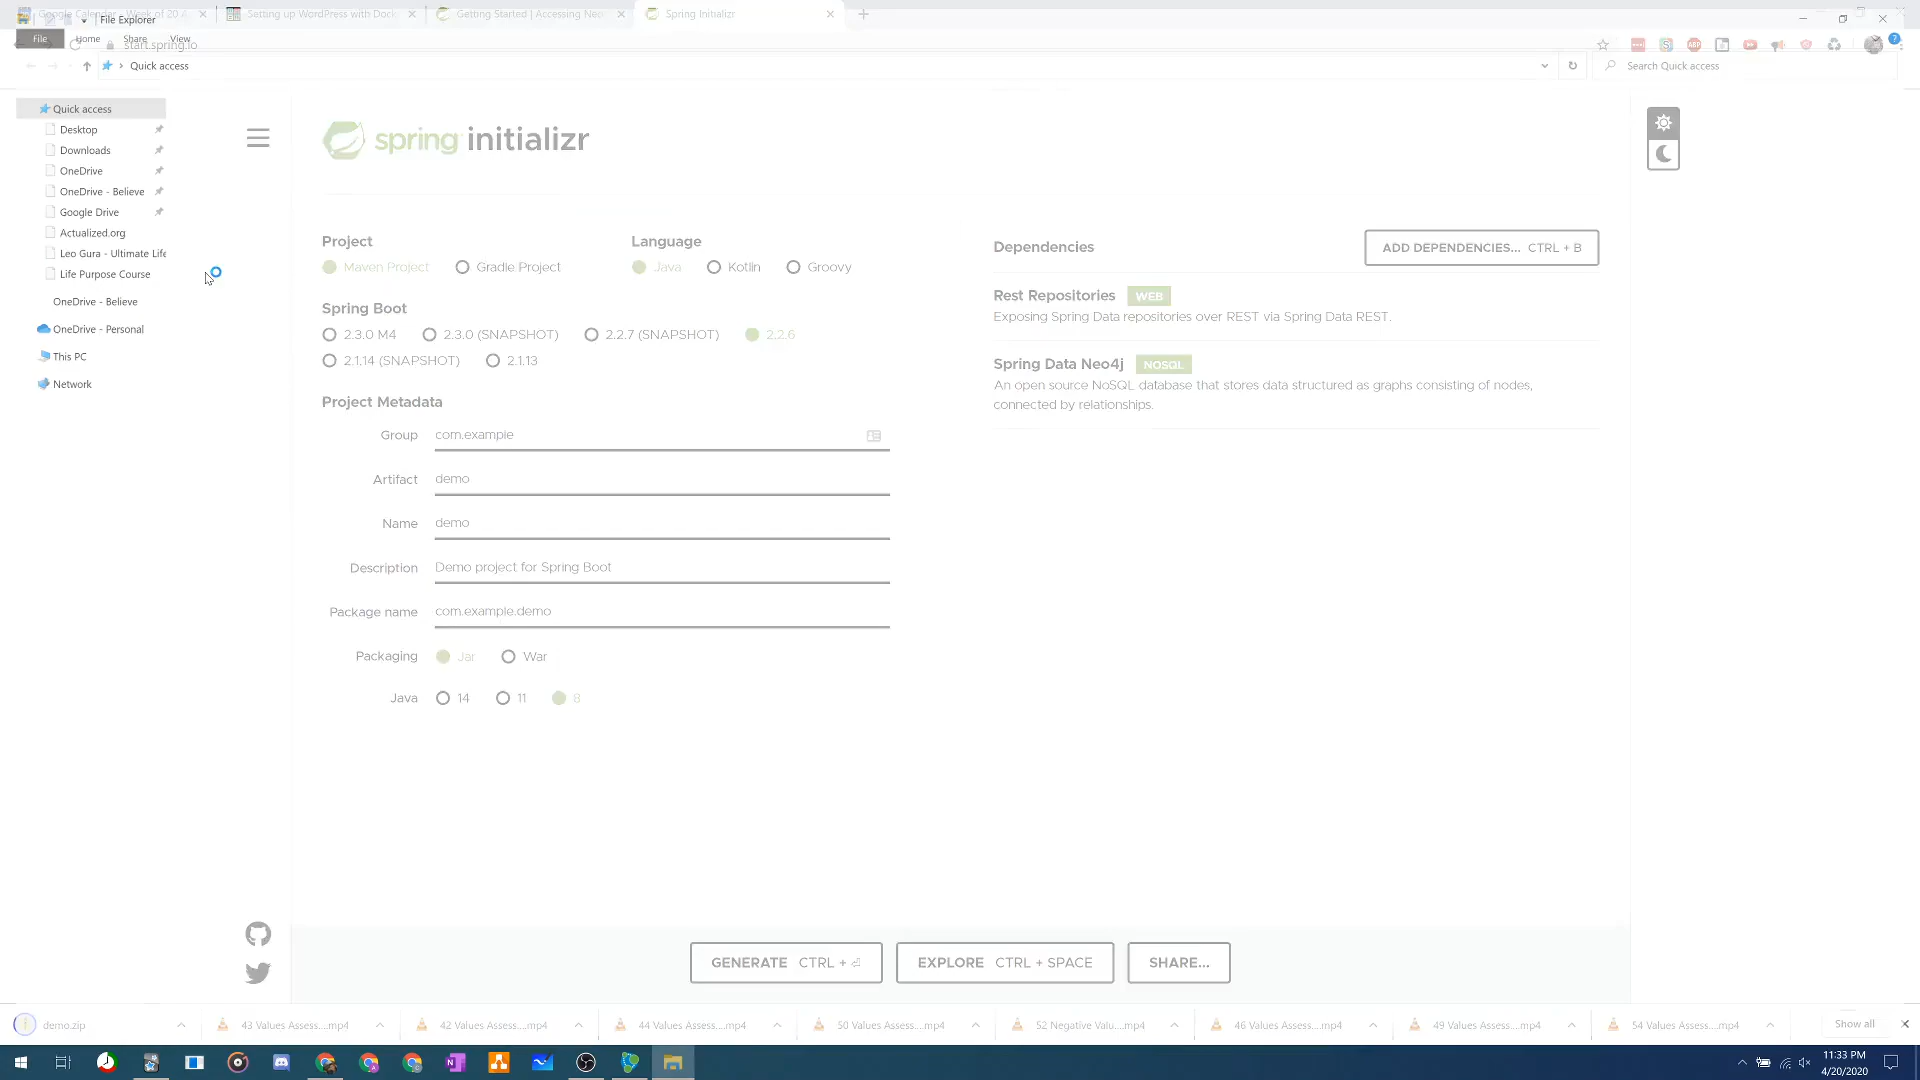 Google Calendar - Week of 20 A
Setting up WordPress with Dock
Getting Started | Accessing Neo
Spring Initializr
File Explorer
File
Home
Share
View
start.spring.io
Quick access
Search Quick access
Quick access
Desktop
Downloads
OneDrive
OneDrive - Believe
Google Drive
Actualized.org
Leo Gura - Ultimate Life
Life Purpose Course
OneDrive - Believe
OneDrive - Personal
This PC
Network
spring initializr
Project
Maven Project
Gradle Project
Language
Java
Kotlin
Groovy
Spring Boot
2.3.0 M4
2.3.0 (SNAPSHOT)
2.2.7 (SNAPSHOT)
2.2.6
2.1.14 (SNAPSHOT)
2.1.13
Project Metadata
Group
com.example
Artifact
demo
Name
demo
Description
Demo project for Spring Boot
Package name
com.example.demo
Packaging
Jar
War
Java
14
11
8
Dependencies
ADD DEPENDENCIES... CTRL + B
Rest Repositories WEB
Exposing Spring Data repositories over REST via Spring Data REST.
Spring Data Neo4j NOSQL
An open source NoSQL database that stores data structured as graphs consisting of nodes,
connected by relationships.
GENERATE CTRL + ⏎
EXPLORE CTRL + SPACE
SHARE...
demo.zip
43 Values Assess....mp4
42 Values Assess....mp4
44 Values Assess....mp4
50 Values Assess....mp4
52 Negative Valu....mp4
46 Values Assess....mp4
49 Values Assess....mp4
54 Values Assess....mp4
Show all
11:33 PM
4/20/2020